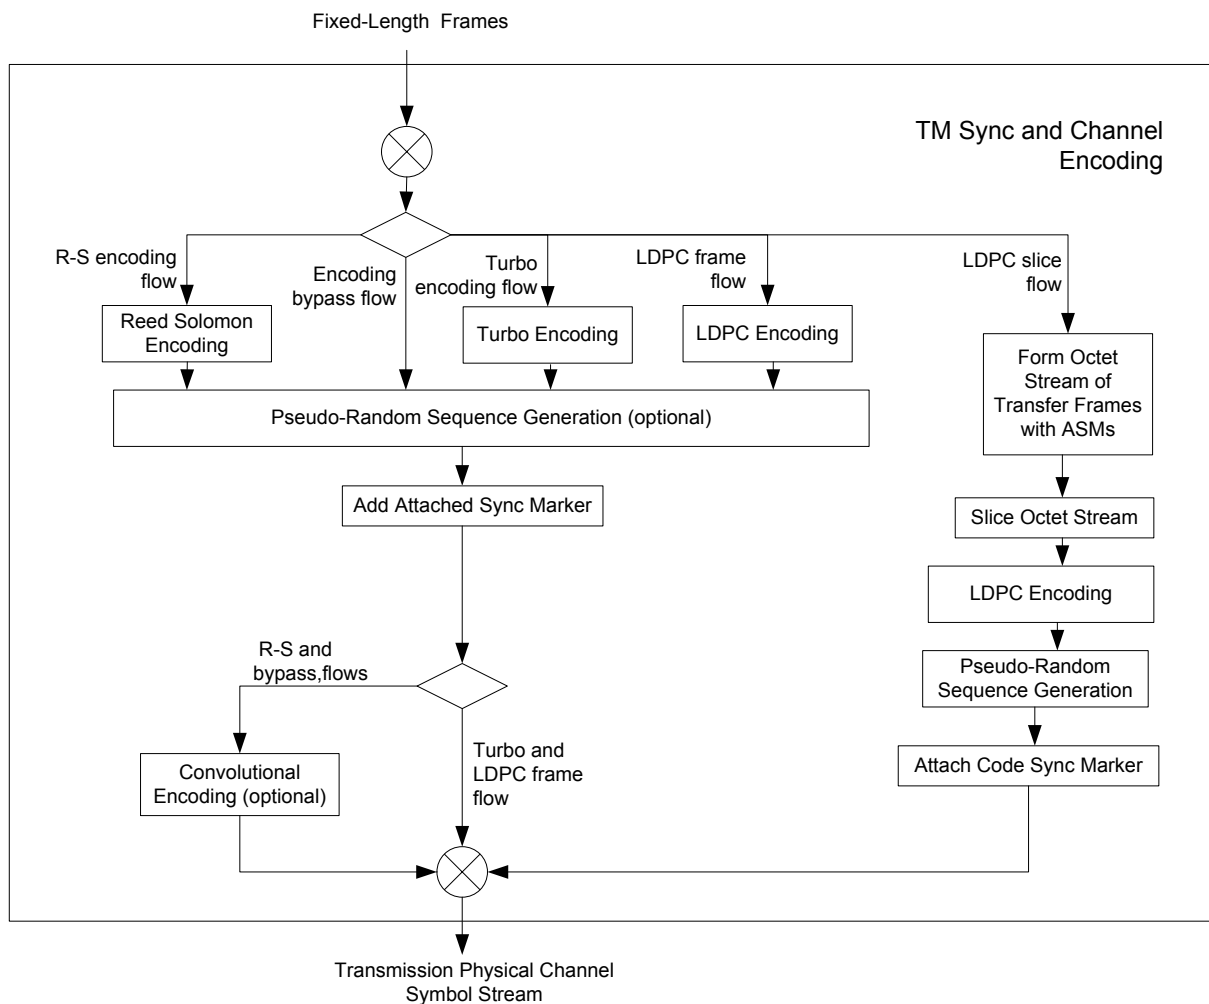 Fixed-Length Frames
TM Sync and Channel
Encoding
R-S encoding
flow
Encoding
bypass flow
Turbo
encoding flow
LDPC frame
flow
LDPC slice
flow
Reed Solomon
Encoding
Turbo Encoding
LDPC Encoding
Form Octet
Stream of
Transfer Frames
with ASMs
Pseudo-Random Sequence Generation (optional)
Add Attached Sync Marker
Slice Octet Stream
LDPC Encoding
R-S and
bypass,flows
Pseudo-Random
Sequence Generation
Convolutional
Encoding (optional)
Turbo and
LDPC frame
flow
Attach Code Sync Marker
Transmission Physical Channel
Symbol Stream